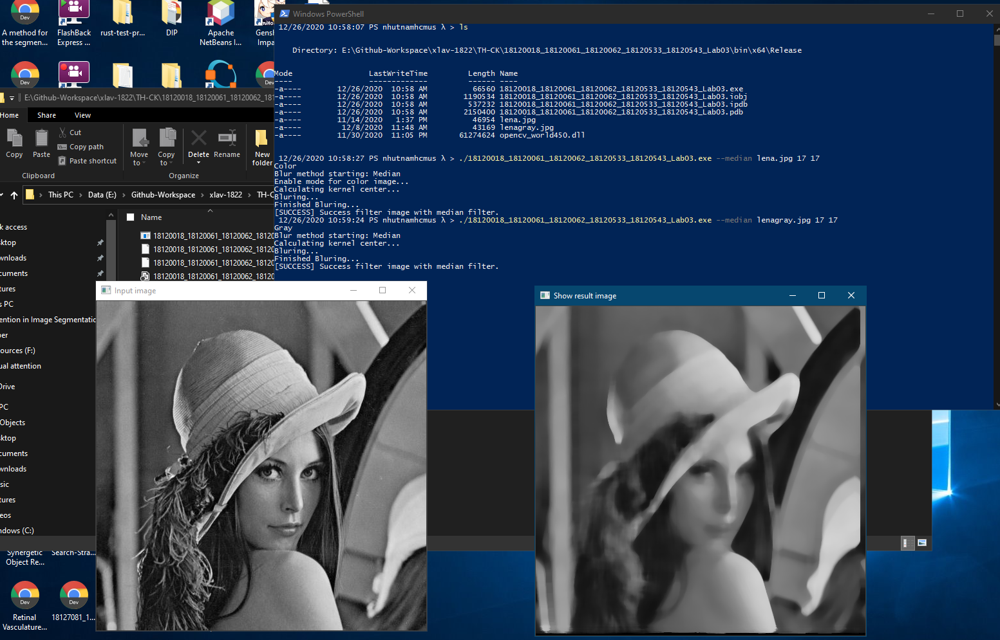 A method for the segmen...
FlashBack Express ...
rust-test-pr...
DIP
Apache NetBeans I...
Gensh
Impa
Dev
Dev
Dev
Windows PowerShell
12/26/2020 10:58:07 PS nhutnamhcmus λ > ls
Directory: E:\Github-Workspace\xlav-1822\TH-CK\18120018_18120061_18120062_18120533_18120543_Lab03\bin\x64\Release
Mode LastWriteTime Length Name
---- ------------- ------ ----
-a---- 12/26/2020 10:58 AM 66560 18120018_18120061_18120062_18120533_18120543_Lab03.exe
-a---- 12/26/2020 10:58 AM 1190534 18120018_18120061_18120062_18120533_18120543_Lab03.iobj
-a---- 12/26/2020 10:58 AM 537232 18120018_18120061_18120062_18120533_18120543_Lab03.ipdb
-a---- 12/26/2020 10:58 AM 2150400 18120018_18120061_18120062_18120533_18120543_Lab03.pdb
-a---- 11/14/2020 1:37 PM 46954 lena.jpg
-a---- 12/8/2020 11:48 AM 43169 lenagray.jpg
-a---- 11/30/2020 11:05 PM 61274624 opencv_world450.dll
12/26/2020 10:58:27 PS nhutnamhcmus λ > ./18120018_18120061_18120062_18120533_18120543_Lab03.exe --median lena.jpg 17 17
Color
Blur method starting: Median
Enable mode for color image...
Calculating kernel center...
Bluring...
Finished Bluring...
[SUCCESS] Success filter image with median filter.
12/26/2020 10:59:24 PS nhutnamhcmus λ > ./18120018_18120061_18120062_18120533_18120543_Lab03.exe --median lenagray.jpg 17 17
Gray
Blur method starting: Median
Calculating kernel center...
Bluring...
Finished Bluring...
[SUCCESS] Success filter image with median filter.
E:\Github-Workspace\xlav-1822\TH-CK\18120018_18120061_18120062_181
Home Share View
Copy
Paste
Cut
Copy path
Paste shortcut
Move to
Copy to
Delete
Rename
New folder
Clipboard
Organize
This PC > Data (E:) > Github-Workspace > xlav-1822 > TH-C
Name
18120018_18120061_18120062_1812
18120018_18120061_18120062_1812
18120018_18120061_18120062_1812
18120018_18120061_18120062_1812
k access
ktop
wnloads
cuments
tures
s PC
ention in Image Segmentatic
per
ources (F:)
ual attention
Drive
PC
Objects
sktop
cuments
wnloads
sic
tures
eos
ndows (C:)
Input image
Show result image
Synergetic Object Re...
Search-Stra...
Dev
Dev
Retinal Vasculature...
18127081_1...